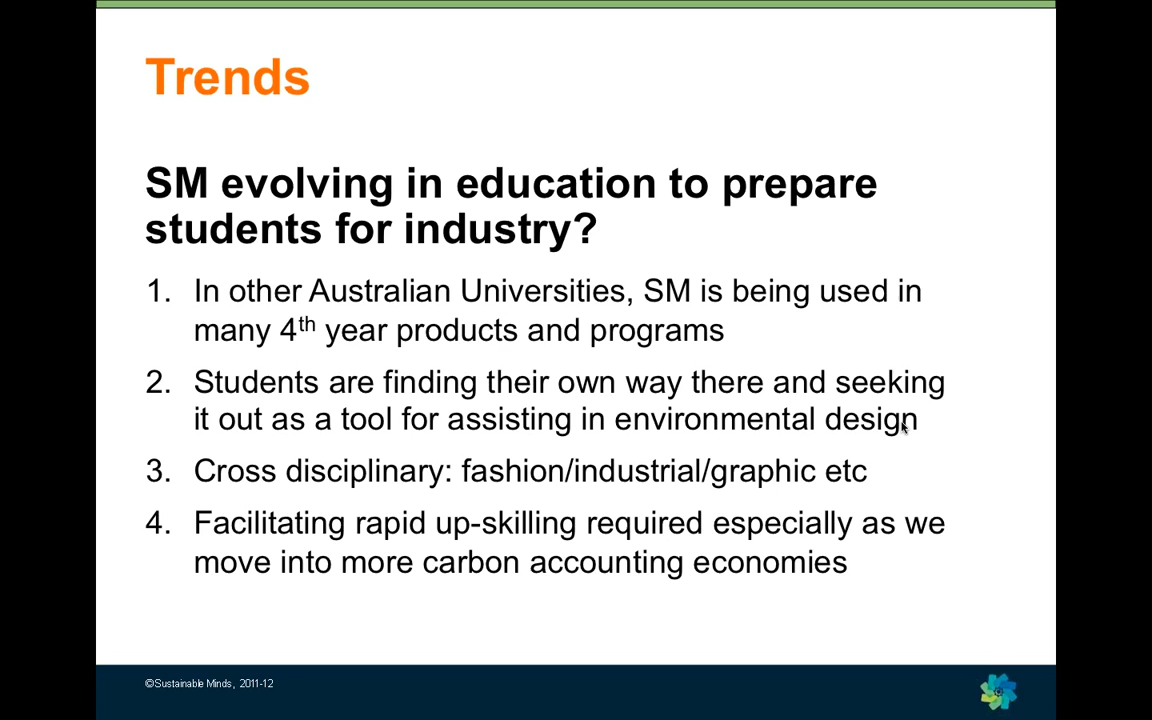 Trends
SM evolving in education to prepare
students for industry?
1. In other Australian Universities, SM is being used in
many 4th year products and programs
2. Students are finding their own way there and seeking
it out as a tool for assisting in environmental design
3. Cross disciplinary: fashion/industrial/graphic etc
4. Facilitating rapid up-skilling required especially as we
move into more carbon accounting economies
©Sustainable Minds, 2011-12